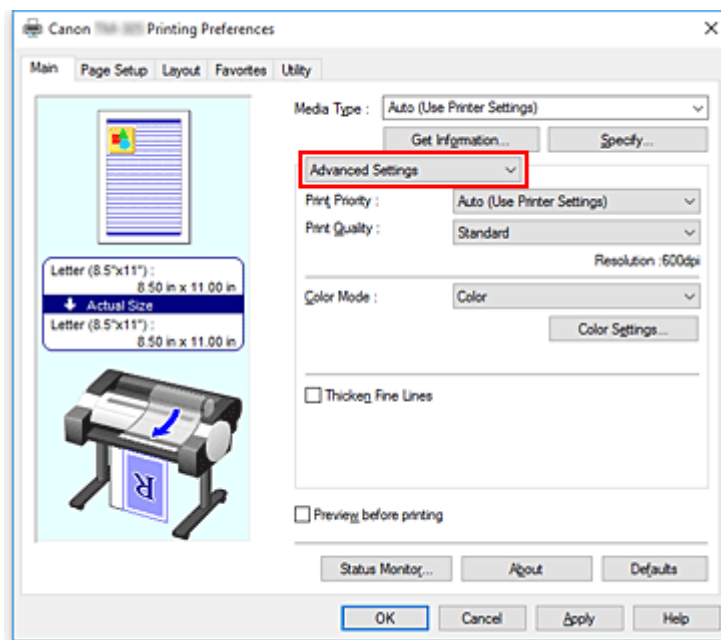 Canon Printing Preferences
Main Page Setup Layout Favorites Utility
Media Type : Auto (Use Printer Settings)
Get Information... Specify...
Advanced Settings
Print Priority : Auto (Use Printer Settings)
Print Quality : Standard
Resolution :600dpi
Letter (8.5"x11") :
8.50 in x 11.00 in
Actual Size
Letter (8.5"x11") :
8.50 in x 11.00 in
Color Mode : Color
Color Settings...
Thicken Fine Lines
R
Preview before printing
Status Monitor... About Defaults
OK Cancel Apply Help